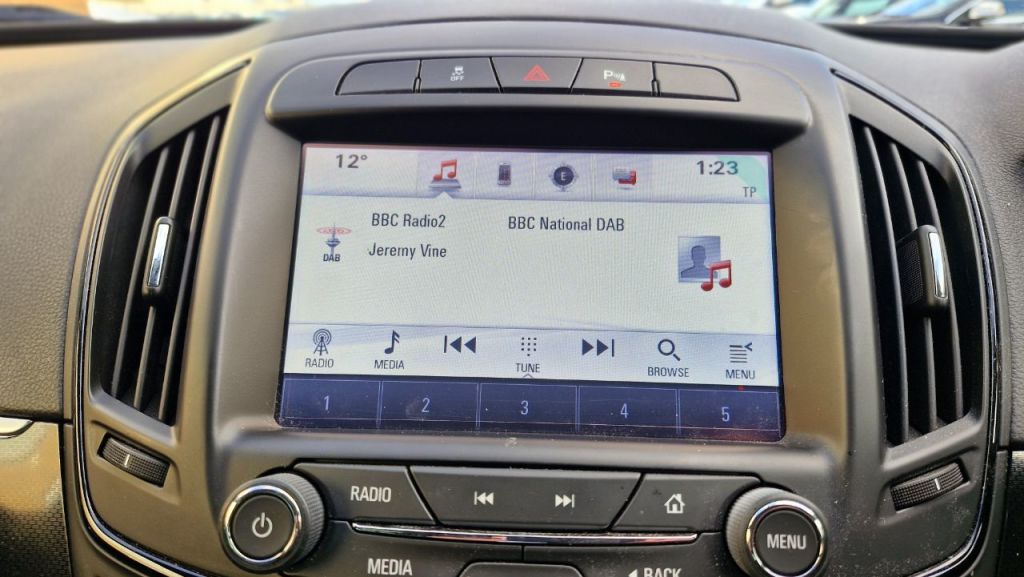 OFF
P
12°
E
1:23
TP
BBC Radio2
BBC National DAB
DAB
Jeremy Vine
RADIO
MEDIA
TUNE
BROWSE
MENU
1
2
3
4
5
RADIO
MENU
MEDIA
BACK